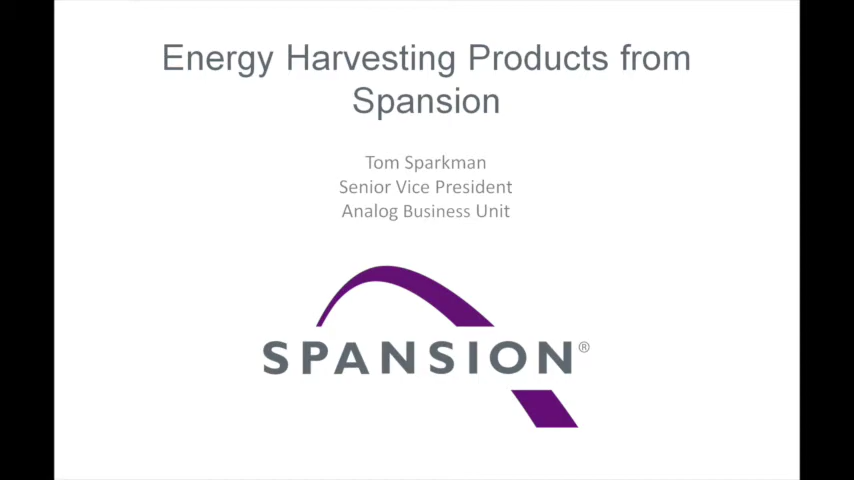 Energy Harvesting Products from
Spansion
Tom Sparkman
Senior Vice President
Analog Business Unit
SPANSION®